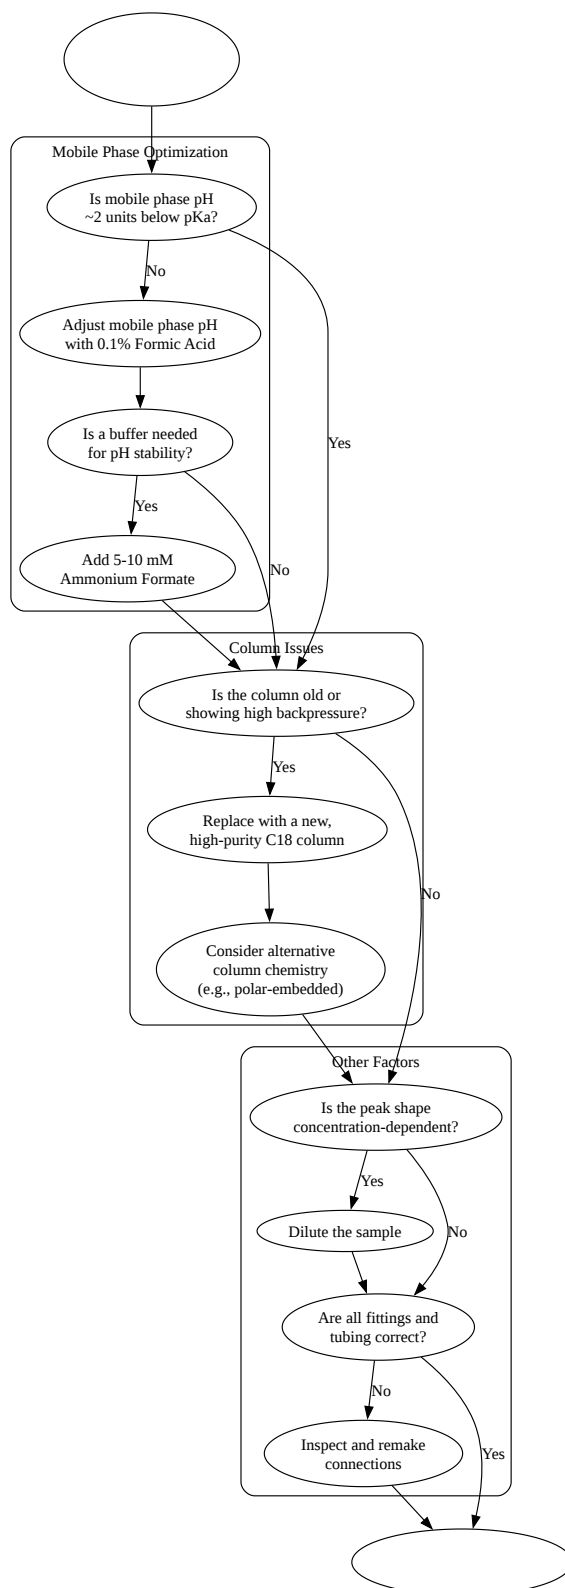 Mobile Phase Optimization
Is mobile phase pH
~2 units below pKa?
No
Adjust mobile phase pH
with 0.1% Formic Acid
Yes
Is a buffer needed
for pH stability?
Yes
Add 5-10 mM
Ammonium Formate
No
Column Issues
Is the column old or
showing high backpressure?
Yes
Replace with a new,
high-purity C18 column
No
Consider alternative
column chemistry
(e.g., polar-embedded)
Other Factors
Is the peak shape
concentration-dependent?
Yes
Dilute the sample
No
Are all fittings and
tubing correct?
No
Inspect and remake
connections
Yes